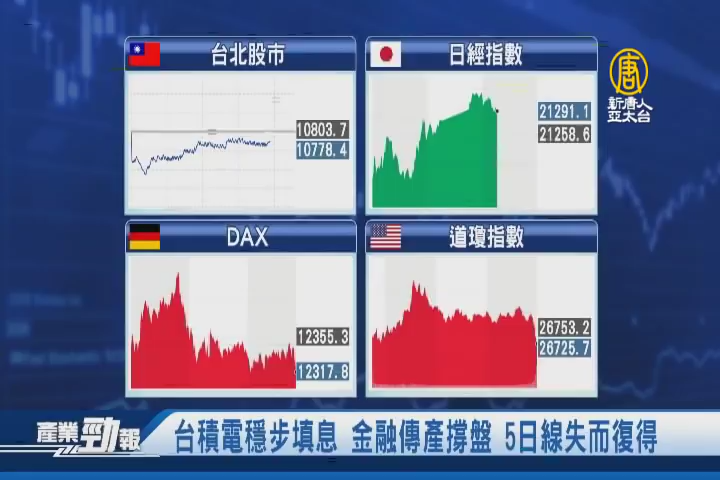 台北股市
10803.7
10778.4
日經指數
21291.1
21258.6
唐
新唐人
亞太台
DAX
12355.3
12317.8
道瓊指數
26753.2
26725.7
產業勁報
台積電穩步填息 金融傳產撐盤 5日線失而復得